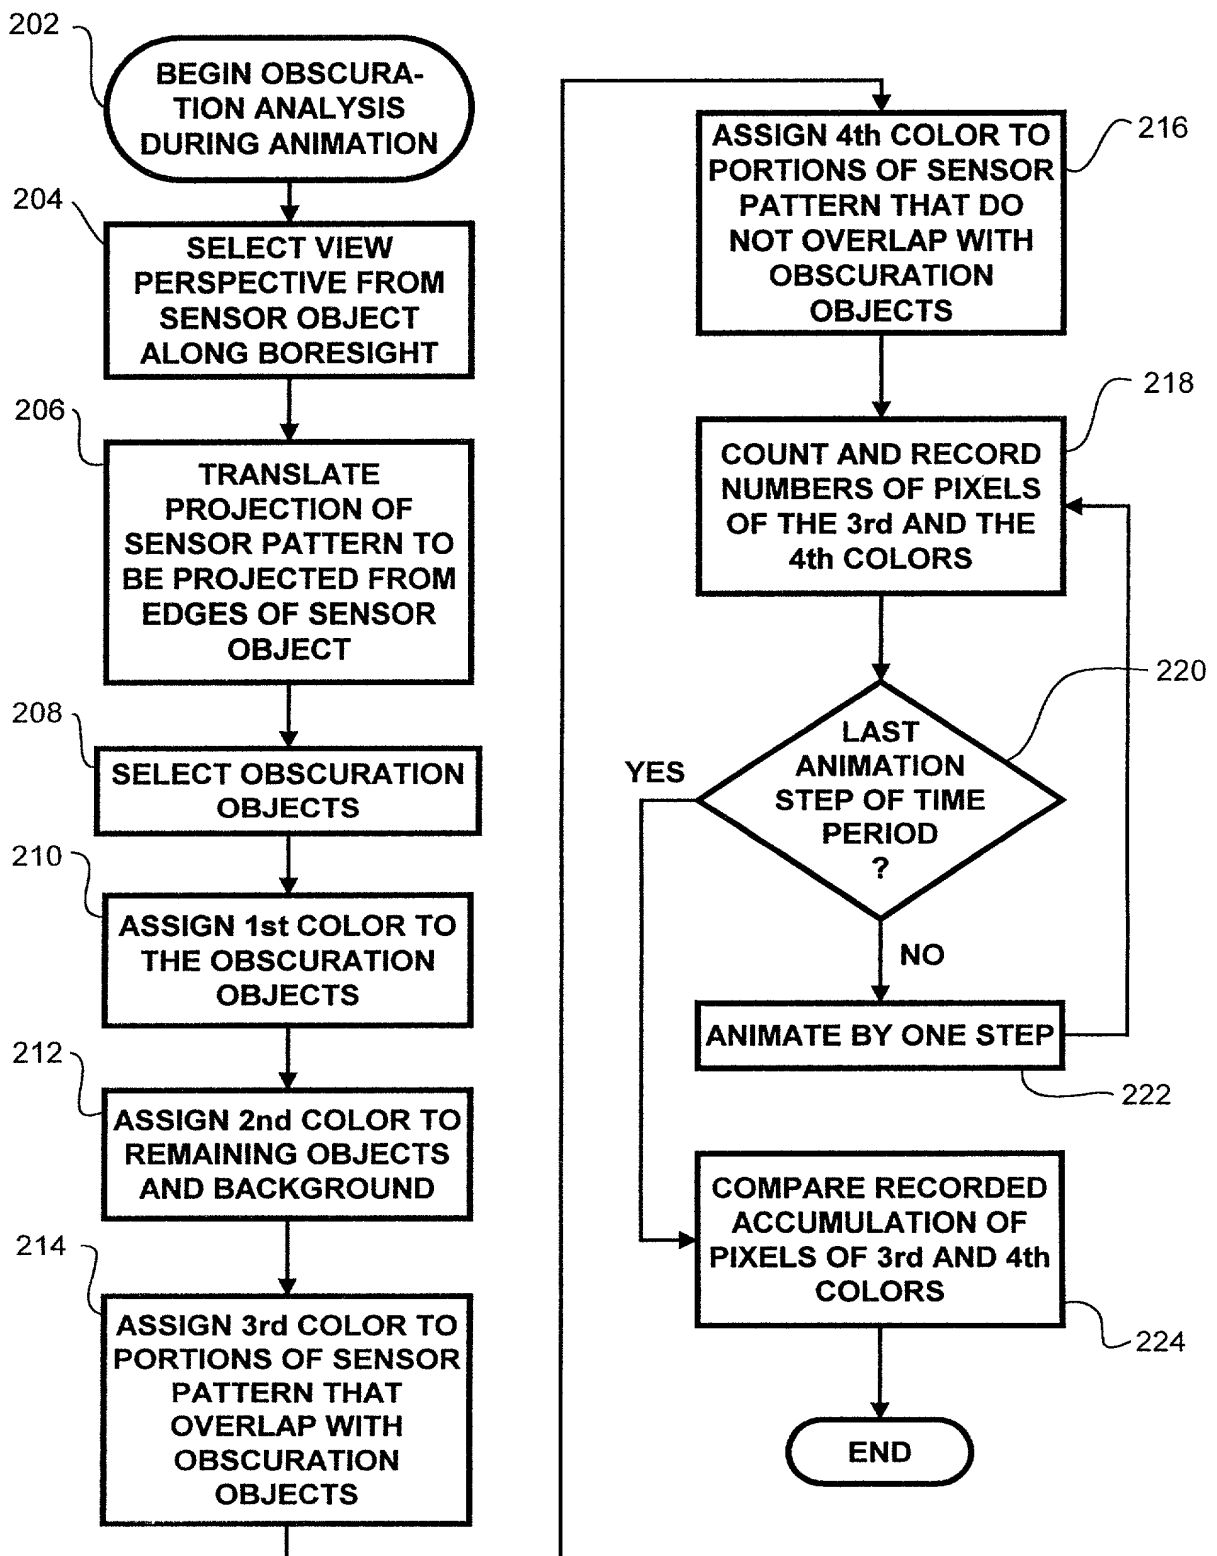 202
BEGIN OBSCURA-
TION ANALYSIS
DURING ANIMATION
204
SELECT VIEW
PERSPECTIVE FROM
SENSOR OBJECT
ALONG BORESIGHT
206
TRANSLATE
PROJECTION OF
SENSOR PATTERN TO
BE PROJECTED FROM
EDGES OF SENSOR
OBJECT
208
SELECT OBSCURATION
OBJECTS
210
ASSIGN 1st COLOR TO
THE OBSCURATION
OBJECTS
212
ASSIGN 2nd COLOR TO
REMAINING OBJECTS
AND BACKGROUND
214
ASSIGN 3rd COLOR TO
PORTIONS OF SENSOR
PATTERN THAT
OVERLAP WITH
OBSCURATION
OBJECTS
216
ASSIGN 4th COLOR TO
PORTIONS OF SENSOR
PATTERN THAT DO
NOT OVERLAP WITH
OBSCURATION
OBJECTS
218
COUNT AND RECORD
NUMBERS OF PIXELS
OF THE 3rd AND THE
4th COLORS
220
LAST
ANIMATION
STEP OF TIME
PERIOD
?
YES
NO
ANIMATE BY ONE STEP
222
COMPARE RECORDED
ACCUMULATION OF
PIXELS OF 3rd AND 4th
COLORS
224
END